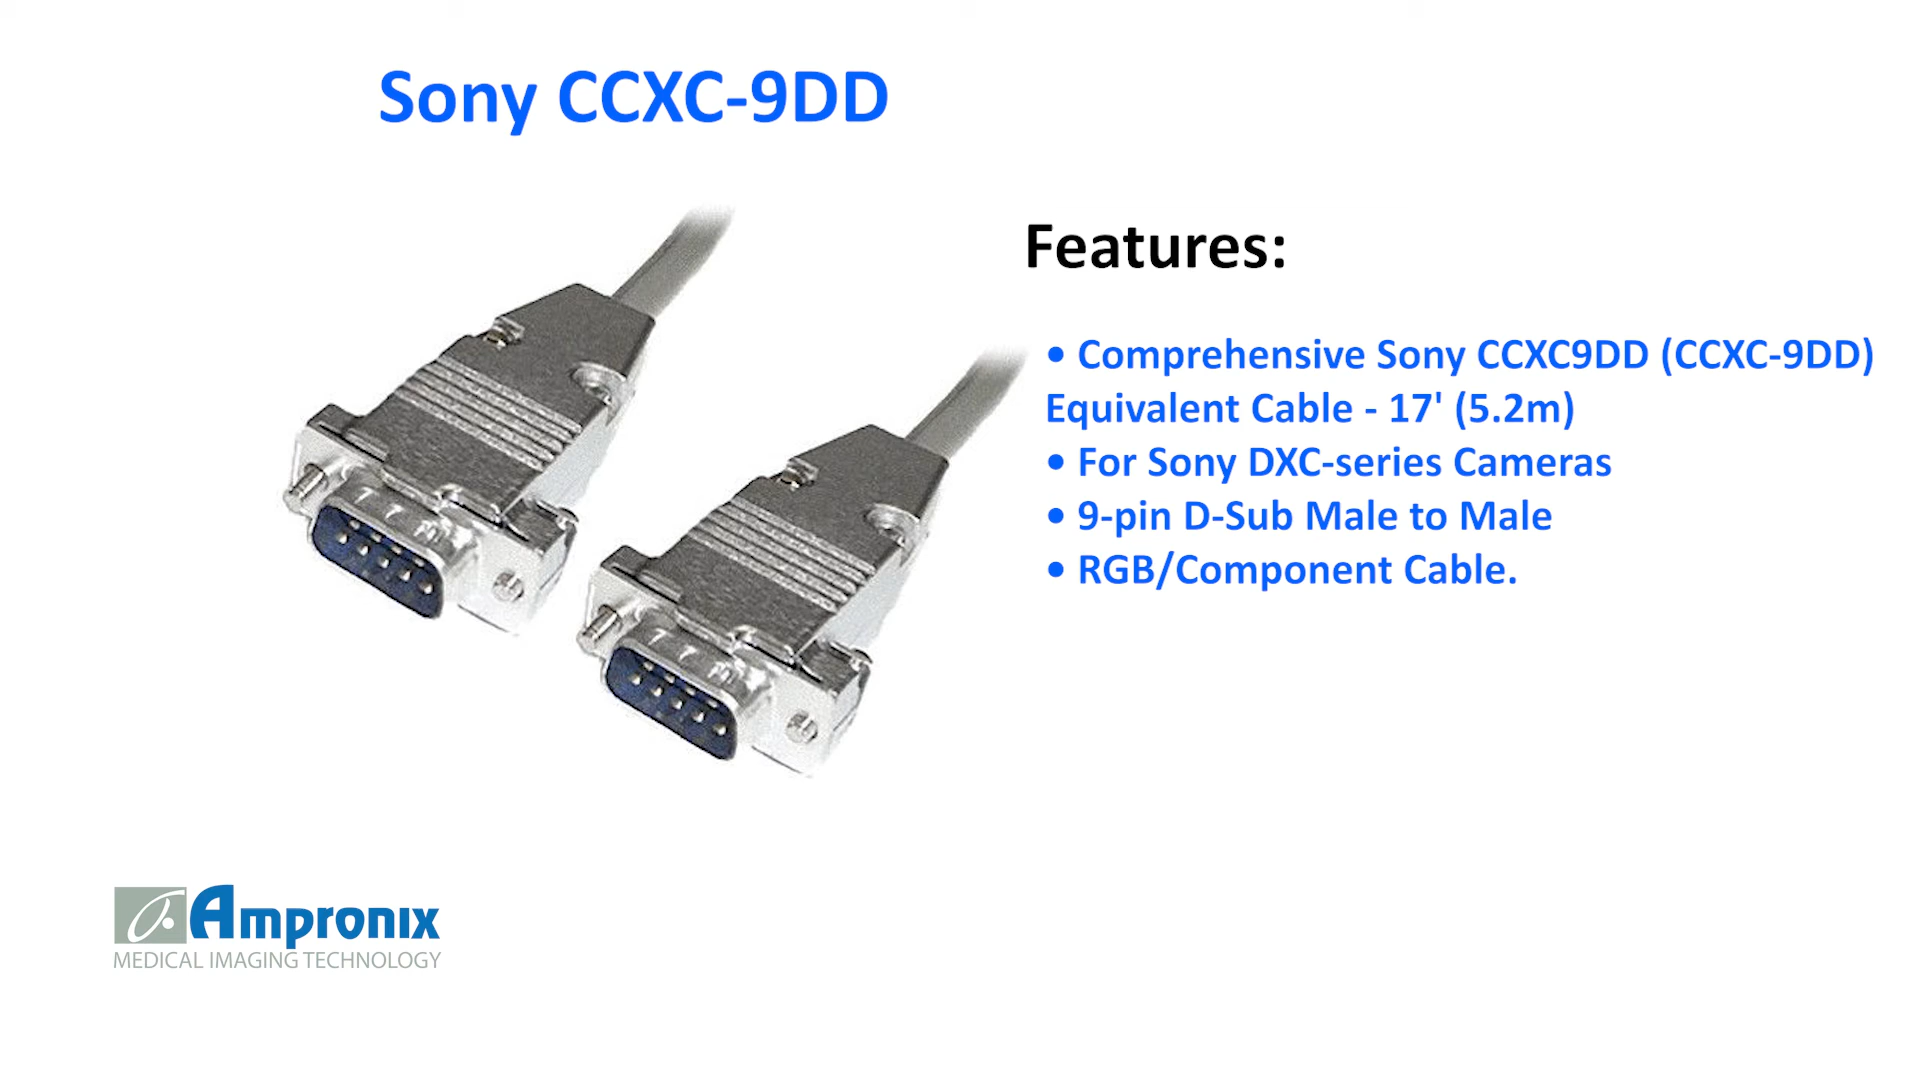 Sony CCXC-9DD
Features:
• Comprehensive Sony CCXC9DD (CCXC-9DD)
Equivalent Cable - 17' (5.2m)
• For Sony DXC-series Cameras
• 9-pin D-Sub Male to Male
• RGB/Component Cable.
Ampronix
MEDICAL IMAGING TECHNOLOGY